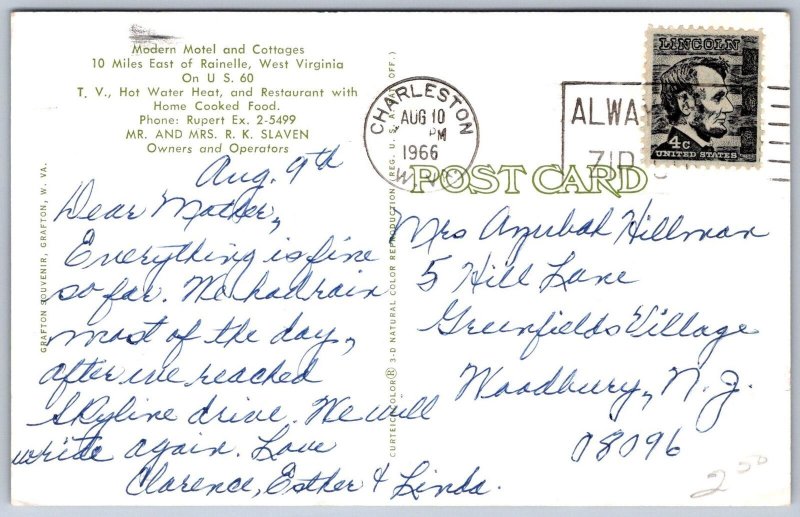 Modern Motel and Cottages
10 Miles East of Rainelle, West Virginia
On U S. 60
T. V., Hot Water Heat, and Restaurant with
Home Cooked Food.
Phone: Rupert Ex. 2-5499
MR. AND MRS. R. K. SLAVEN
Owners and Operators
Aug. 9th
Dear Mother,
Everything is fine
so far. We had rain
most of the day,
after we reached
Skyline drive. We will
write again. Love
Clarence, Esther & Linda.
GRAFTON SOUVENIR, GRAFTON, W. VA.
CURTEICHCOLOR® 3-D NATURAL COLOR REPRODUCTION (REG. U.S.A. PAT. OFF.)
CHARLESTON
AUG 10
PM
1966
W. VA.
ALWA
ZIP
LINCOLN
4c
UNITED STATES
POST CARD
Mrs Azubah Hillman
5 Hill Lane
Greenfields Village
Woodbury, N. J.
08096
2 50